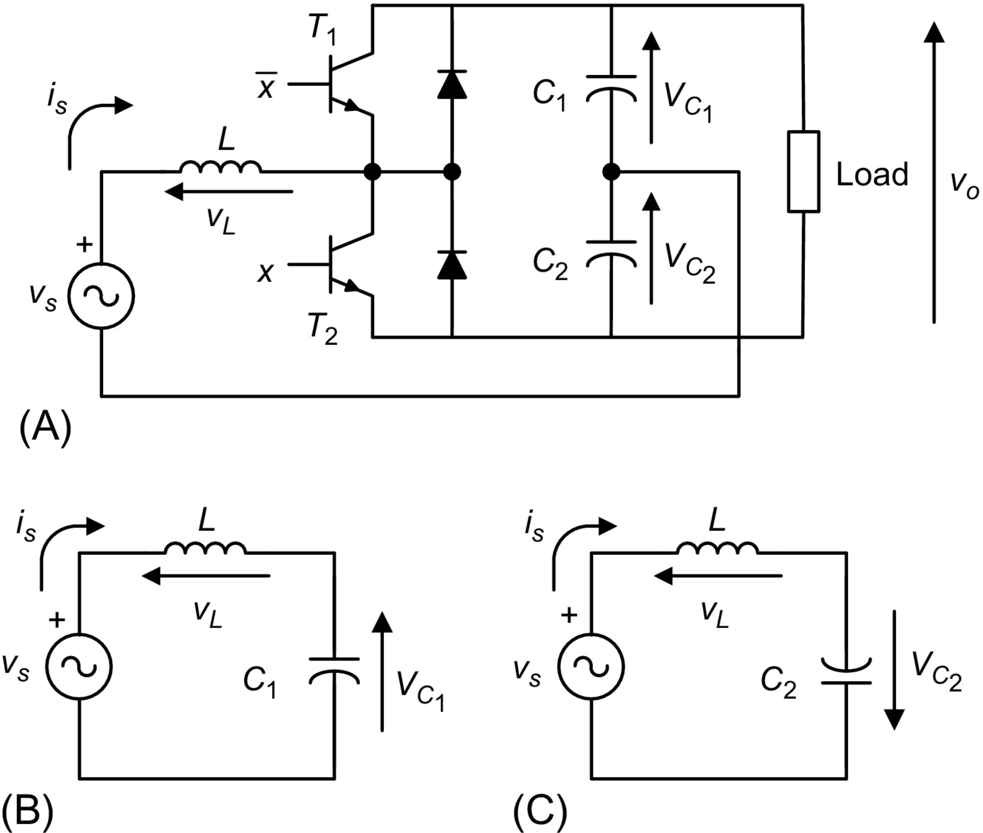 T1
x̅
is
L
C1
VC1
Load
vo
vL
+
vs
x
C2
VC2
T2
(A)
is
L
vL
+
vs
C1
VC1
(B)
is
L
vL
+
vs
C2
VC2
(C)